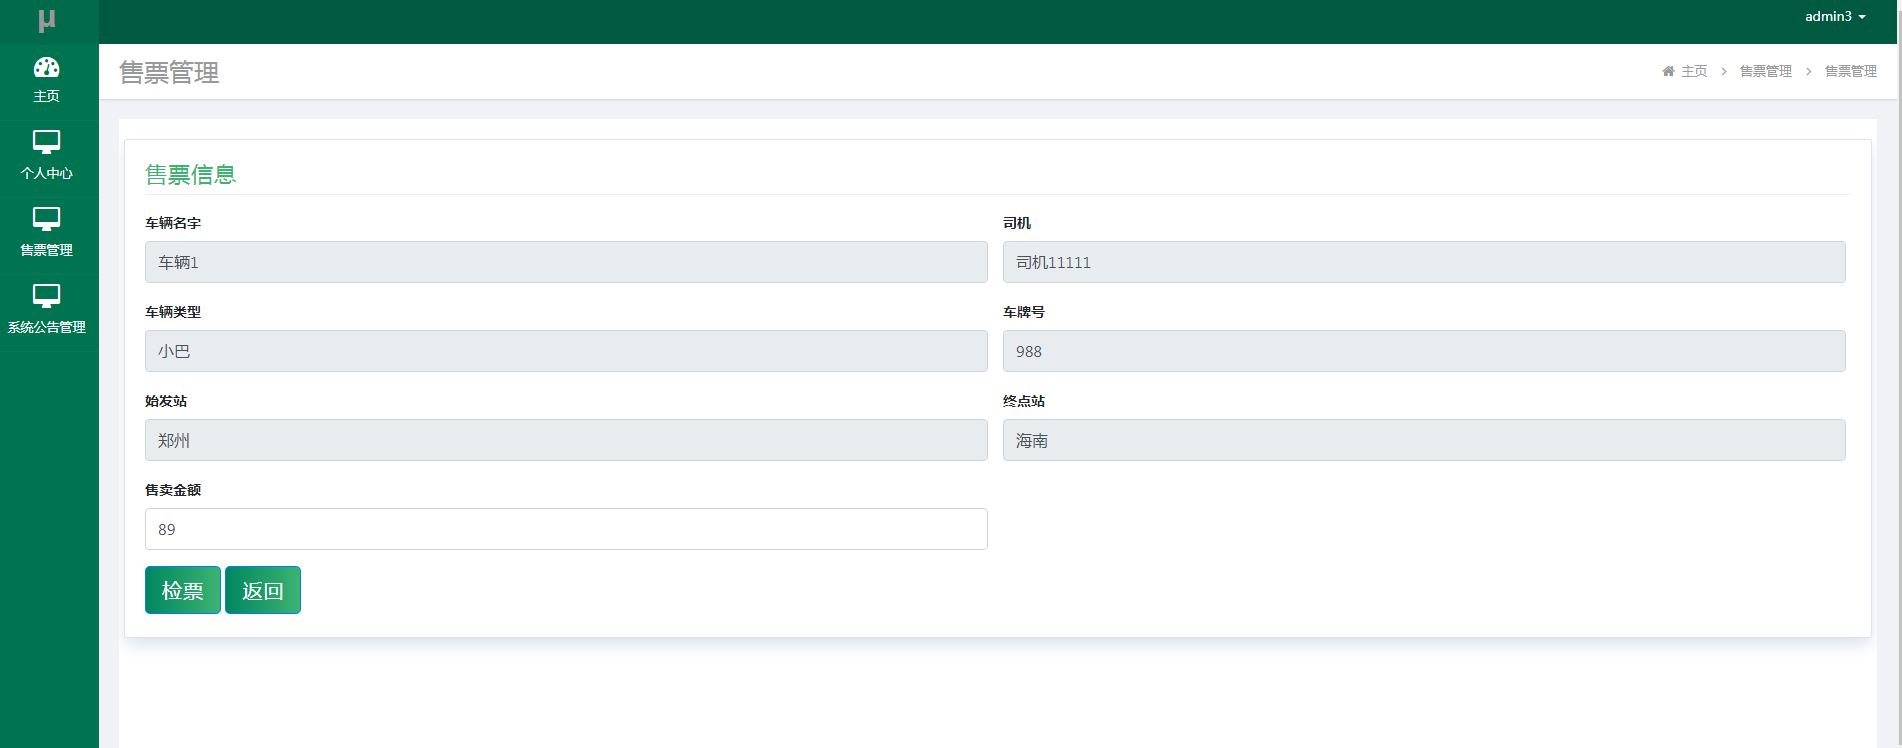 µ
admin3
主页
个人中心
售票管理
系统公告管理
售票管理
主页 > 售票管理 > 售票管理
售票信息
车辆名字
司机
车辆1
司机11111
车辆类型
车牌号
小巴
988
始发站
终点站
郑州
海南
售卖金额
89
检票 返回